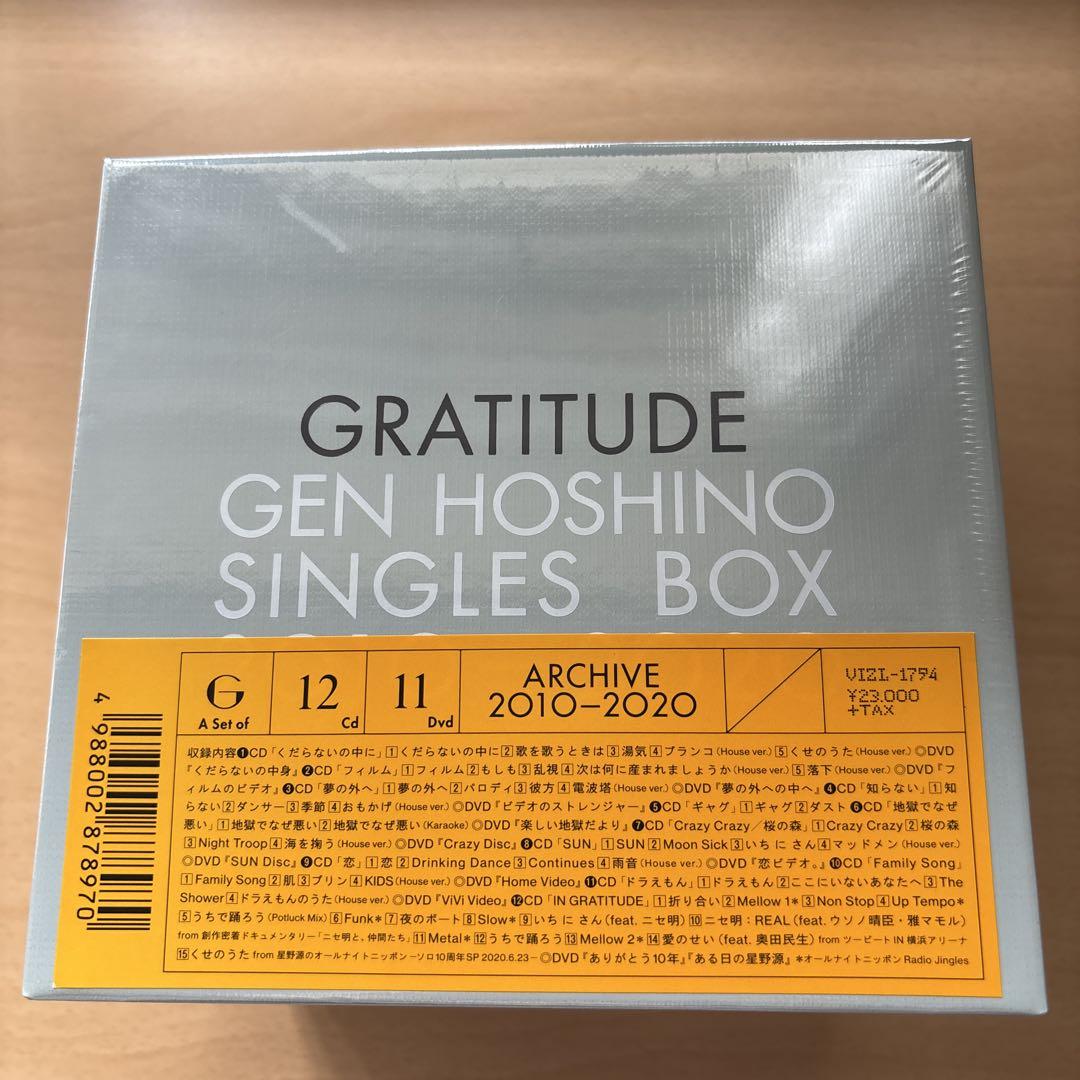 GRATITUDE
GEN HOSHINO
SINGLES BOX
G
A Set of
12
Cd
11
Dvd
ARCHIVE
2010–2020
VIZL-1794
¥23,000
+TAX
収録内容❶CD「くだらないの中に」1くだらないの中に2歌を歌うときは3湯気4ブランコ(House ver.)5くせのうた(House ver.)◎DVD
『くだらないの中身』❷CD「フィルム」1フィルム2もしも3乱視4次は何に産まれましょうか(House ver.)5落下(House ver.)◎DVD『フ
ィルムのビデオ』❸CD「夢の外へ」1夢の外へ2パロディ3彼方4電波塔(House ver.)◎DVD『夢の外への中へ』❹CD「知らない」1知
らない2ダンサー3季節4おもかげ(House ver.)◎DVD『ビデオのストレンジャー』❺CD「ギャグ」1ギャグ2ダスト❻CD「地獄でなぜ
悪い」1地獄でなぜ悪い2地獄でなぜ悪い(Karaoke)◎DVD『楽しい地獄だより』❼CD「Crazy Crazy／桜の森」1Crazy Crazy2桜の森
3Night Troop4海を掬う(House ver.)◎DVD『Crazy Disc』❽CD「SUN」1SUN2Moon Sick3いち に さん4マッドメン(House ver.)
◎DVD『SUN Disc』❾CD「恋」1恋2Drinking Dance3Continues4雨音(House ver.)◎DVD『恋ビデオ。』❿CD「Family Song」
1Family Song2肌3プリン4KIDS(House ver.)◎DVD『Home Video』⓫CD「ドラえもん」1ドラえもん2ここにいないあなたへ3The
Shower4ドラえもんのうた(House ver.)◎DVD『ViVi Video』⓬CD「IN GRATITUDE」1折り合い2Mellow 1*3Non Stop4Up Tempo*
5うちで踊ろう(Potluck Mix)6Funk*7夜のボート8Slow*9いち に さん(feat. ニセ明)10ニセ明：REAL(feat. ウソノ晴臣・雅マモル)
from 創作密着ドキュメンタリー「ニセ明と、仲間たち」11Metal*12うちで踊ろう13Mellow 2*14愛のせい(feat. 奥田民生) from ツービート IN 横浜アリーナ
15くせのうた from 星野源のオールナイトニッポン−ソロ10周年SP 2020.6.23−◎DVD『ありがとう10年』『ある日の星野源』*オールナイトニッポン Radio Jingles
4 988002 878970